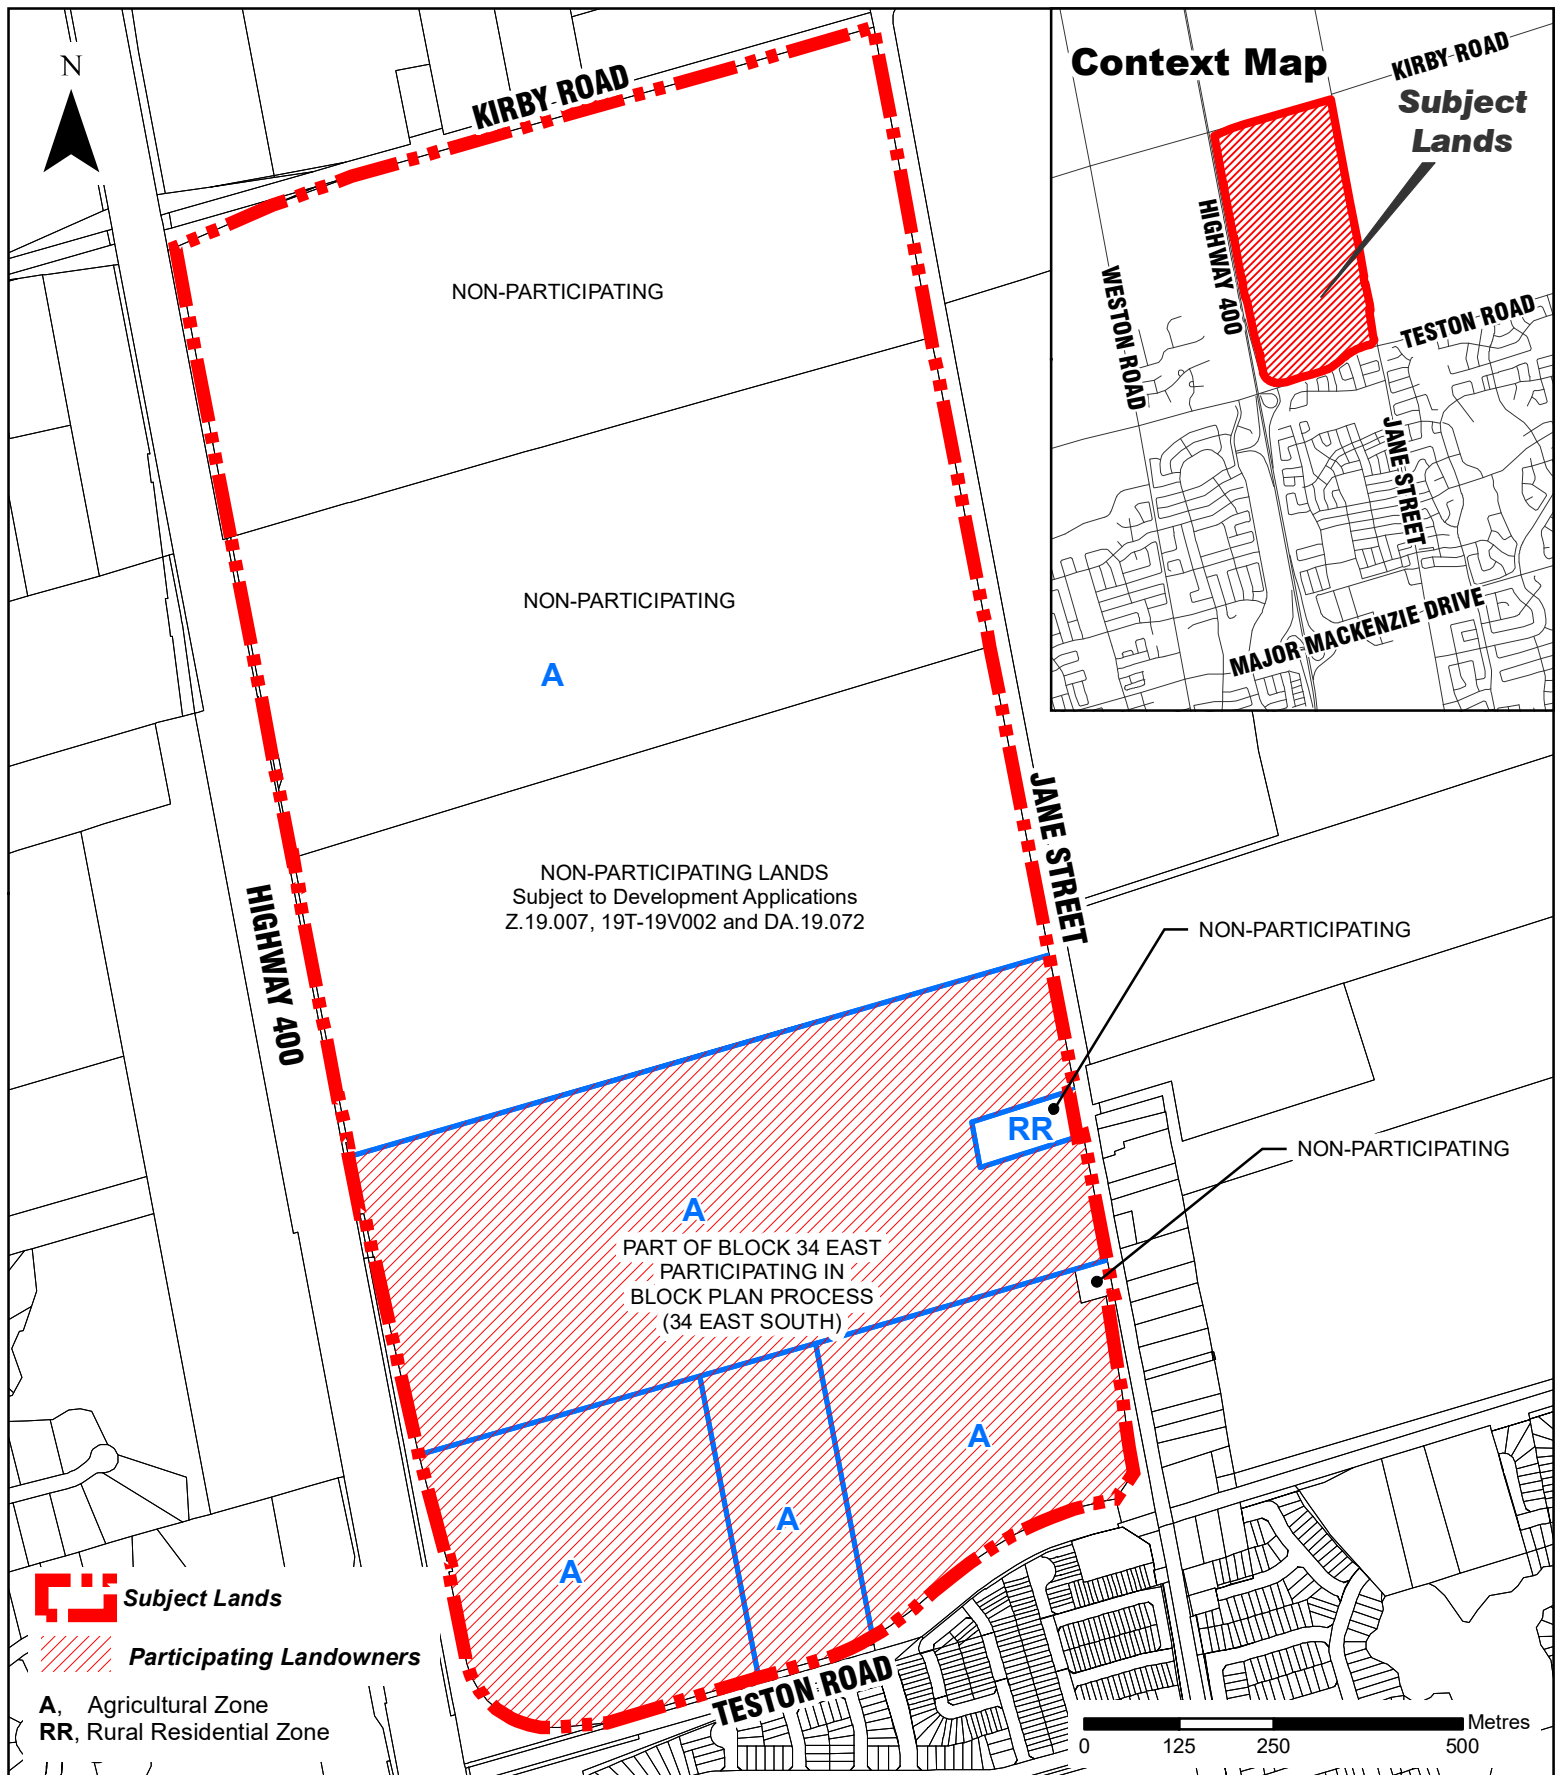 N
KIRBY ROAD
NON-PARTICIPATING
NON-PARTICIPATING
A
NON-PARTICIPATING LANDS
Subject to Development Applications
Z.19.007, 19T-19V002 and DA.19.072
HIGHWAY 400
JANE STREET
NON-PARTICIPATING
RR
NON-PARTICIPATING
A
PART OF BLOCK 34 EAST
PARTICIPATING IN
BLOCK PLAN PROCESS
(34 EAST SOUTH)
A
A
A
TESTON ROAD
Context Map
KIRBY ROAD
Subject
Lands
HIGHWAY 400
WESTON ROAD
TESTON ROAD
JANE STREET
MAJOR MACKENZIE DRIVE
Subject Lands
Participating Landowners
A, Agricultural Zone
RR, Rural Residential Zone
Metres
0 125 250 500